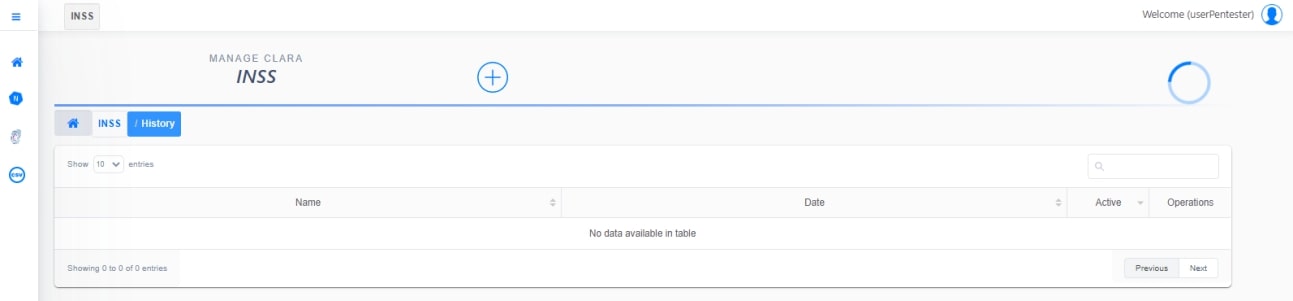 INSS
Welcome (userPentester)
MANAGE CLARA
INSS
N
INSS / History
csv
Show 10 entries
Name Date Active Operations
No data available in table
Showing 0 to 0 of 0 entries
Previous Next